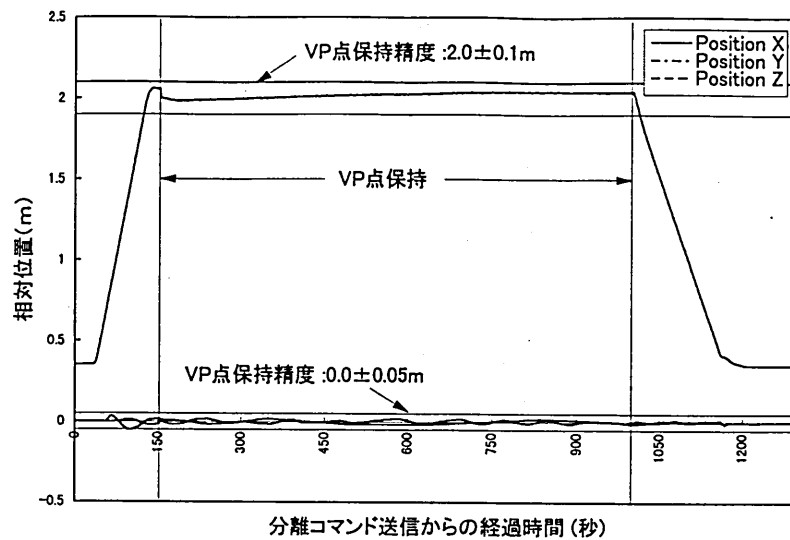 VP点保持精度 :2.0±0.1m
Position X
Position Y
Position Z
VP点保持
VP点保持精度 :0.0±0.05m
相対位置(m)
2.5
2
1.5
1
0.5
0
-0.5
0
150
300
450
600
750
900
1050
1200
分離コマンド送信からの経過時間 (秒)